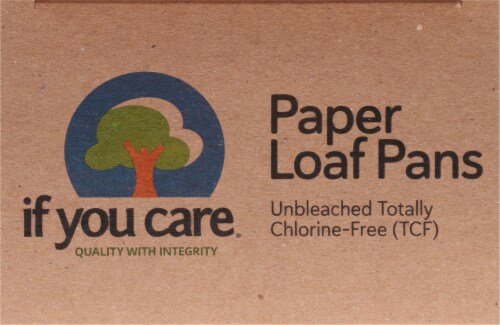 if you care®
QUALITY WITH INTEGRITY
Paper
Loaf Pans
Unbleached Totally
Chlorine-Free (TCF)